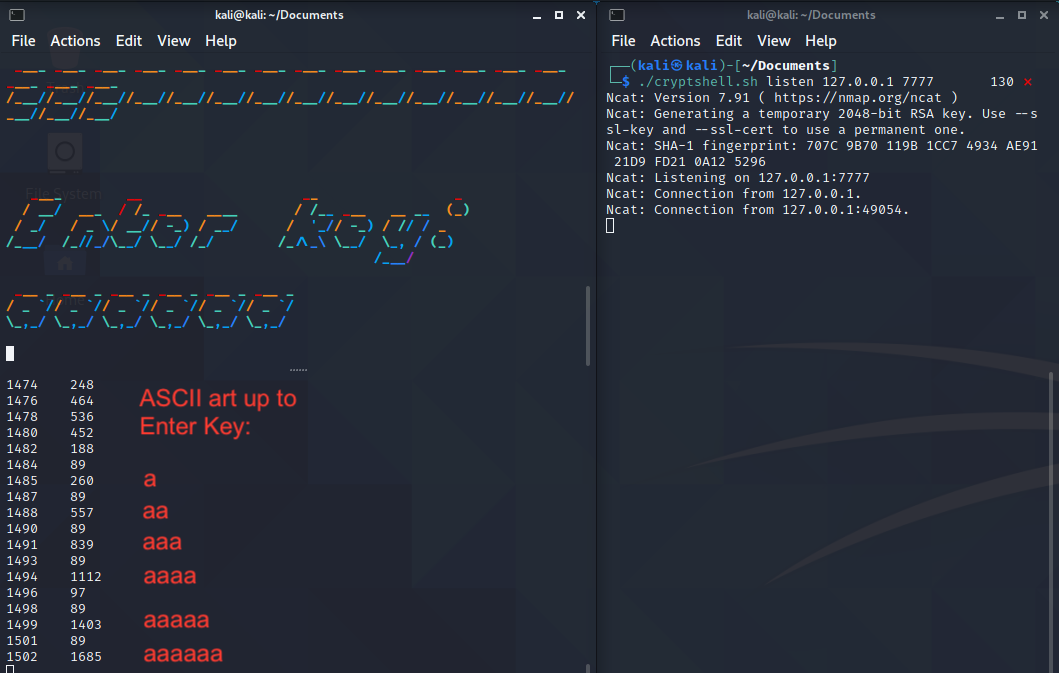 kali@kali: ~/Documents
File Actions Edit View Help
Enter key:
aaaaaa
1474 248
1476 464
1478 536
1480 452
1482 188
1484 89
1485 260
1487 89
1488 557
1490 89
1491 839
1493 89
1494 1112
1496 97
1498 89
1499 1403
1501 89
1502 1685
ASCII art up to
Enter Key:
a
aa
aaa
aaaa
aaaaa
aaaaaa
kali@kali: ~/Documents
File Actions Edit View Help
┌──(kali㉿kali)-[~/Documents]
└─$ ./cryptshell.sh listen 127.0.0.1 7777 130 ⨯
Ncat: Version 7.91 ( https://nmap.org/ncat )
Ncat: Generating a temporary 2048-bit RSA key. Use --s
sl-key and --ssl-cert to use a permanent one.
Ncat: SHA-1 fingerprint: 707C 9B70 119B 1CC7 4934 AE91
21D9 FD21 0A12 5296
Ncat: Listening on 127.0.0.1:7777
Ncat: Connection from 127.0.0.1.
Ncat: Connection from 127.0.0.1:49054.